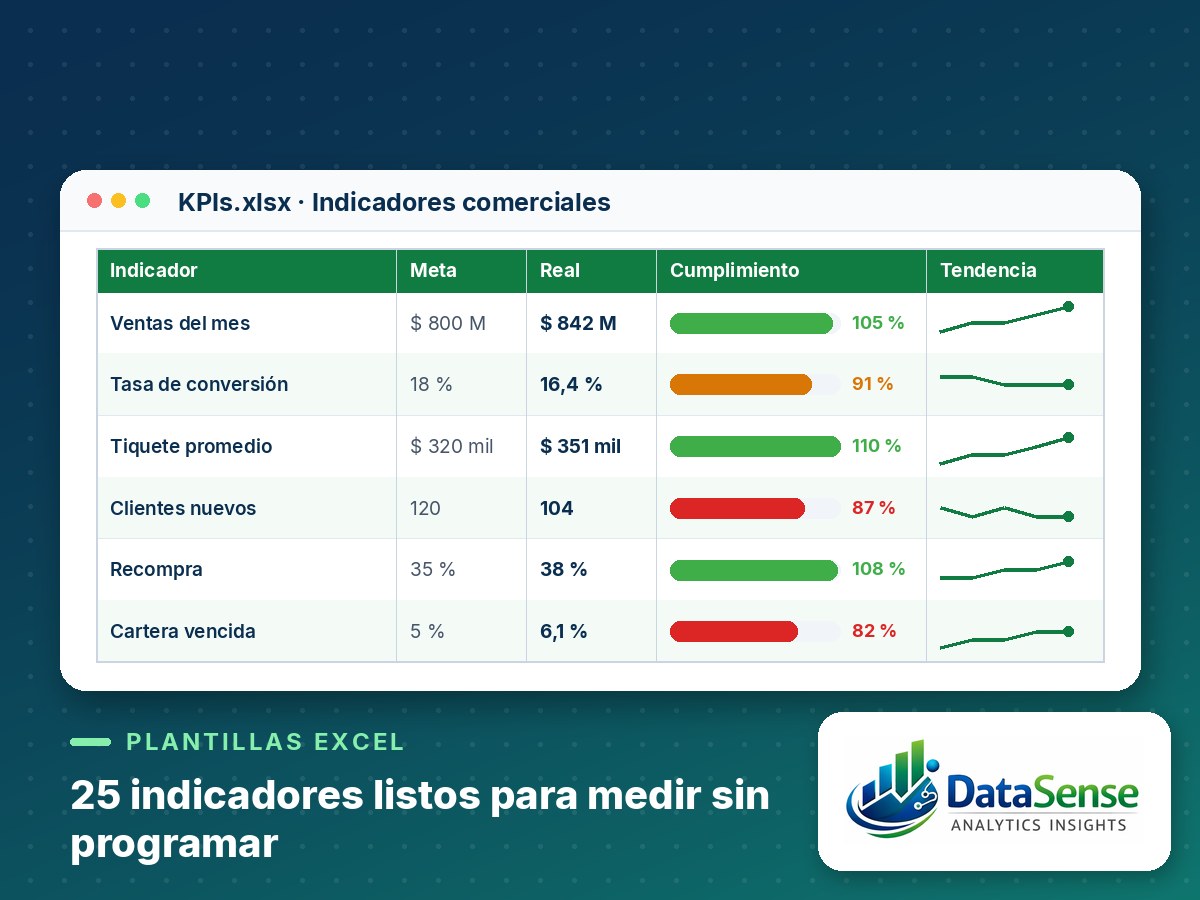 KPIs.xlsx · Indicadores comerciales
Indicador Meta Real Cumplimiento Tendencia
Ventas del mes $ 800 M $ 842 M 105 %
Tasa de conversión 18 % 16,4 % 91 %
Tiquete promedio $ 320 mil $ 351 mil 110 %
Clientes nuevos 120 104 87 %
Recompra 35 % 38 % 108 %
Cartera vencida 5 % 6,1 % 82 %
PLANTILLAS EXCEL
25 indicadores listos para medir sin
programar
DataSense
ANALYTICS INSIGHTS